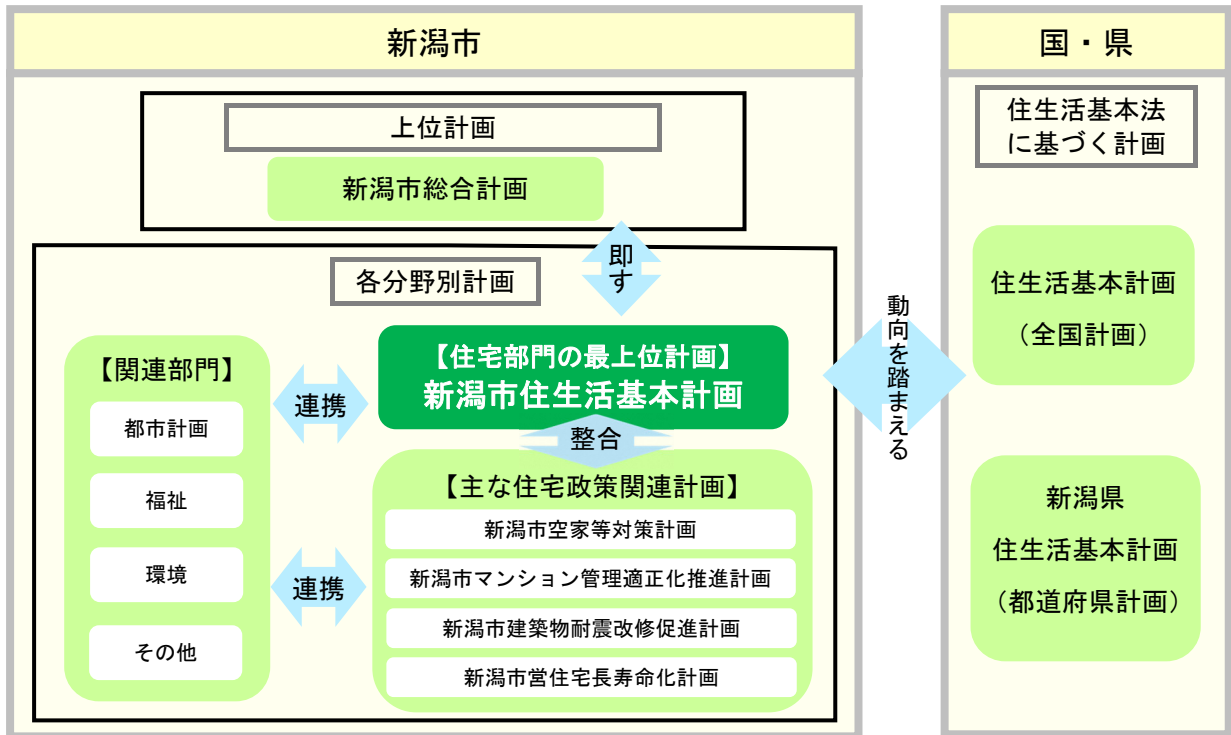 新潟市
上位計画
新潟市総合計画
即す
各分野別計画
【関連部門】
都市計画
福祉
環境
その他
連携
連携
【住宅部門の最上位計画】
新潟市住生活基本計画
整合
【主な住宅政策関連計画】
新潟市空家等対策計画
新潟市マンション管理適正化推進計画
新潟市建築物耐震改修促進計画
新潟市営住宅長寿命化計画
動向を踏まえる
国・県
住生活基本法
に基づく計画
住生活基本計画
（全国計画）
新潟県
住生活基本計画
（都道府県計画）